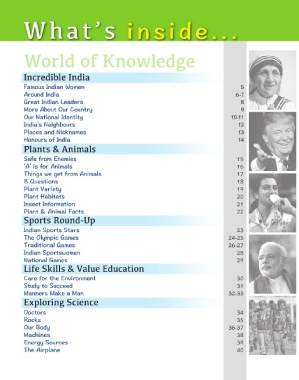 What's inside...
World of Knowledge
Incredible India
Famous Indian Women 5
Around India 6-7
Great Indian Leaders 8
More About Our Country 9
Our National Identity 10-11
India's Neighbours 12
Places and Nicknames 13
Honours of India 14
Plants & Animals
Safe from Enemies 15
'A' is for Animals 16
Things we get from Animals 17
B Questions 18
Plant Variety 19
Plant Habitats 20
Insect Information 21
Plant & Animal Facts 22
Sports Round-Up
Indian Sports Stars 23
The Olympic Games 24-25
Traditional Games 26-27
Indian Sportswomen 28
National Games 29
Life Skills & Value Education
Care for the Environment 30
Study to Succeed 31
Manners Make a Man 32-33
Exploring Science
Doctors 34
Rocks 35
Our Body 36-37
Machines 38
Energy Sources 39
The Airplane 40